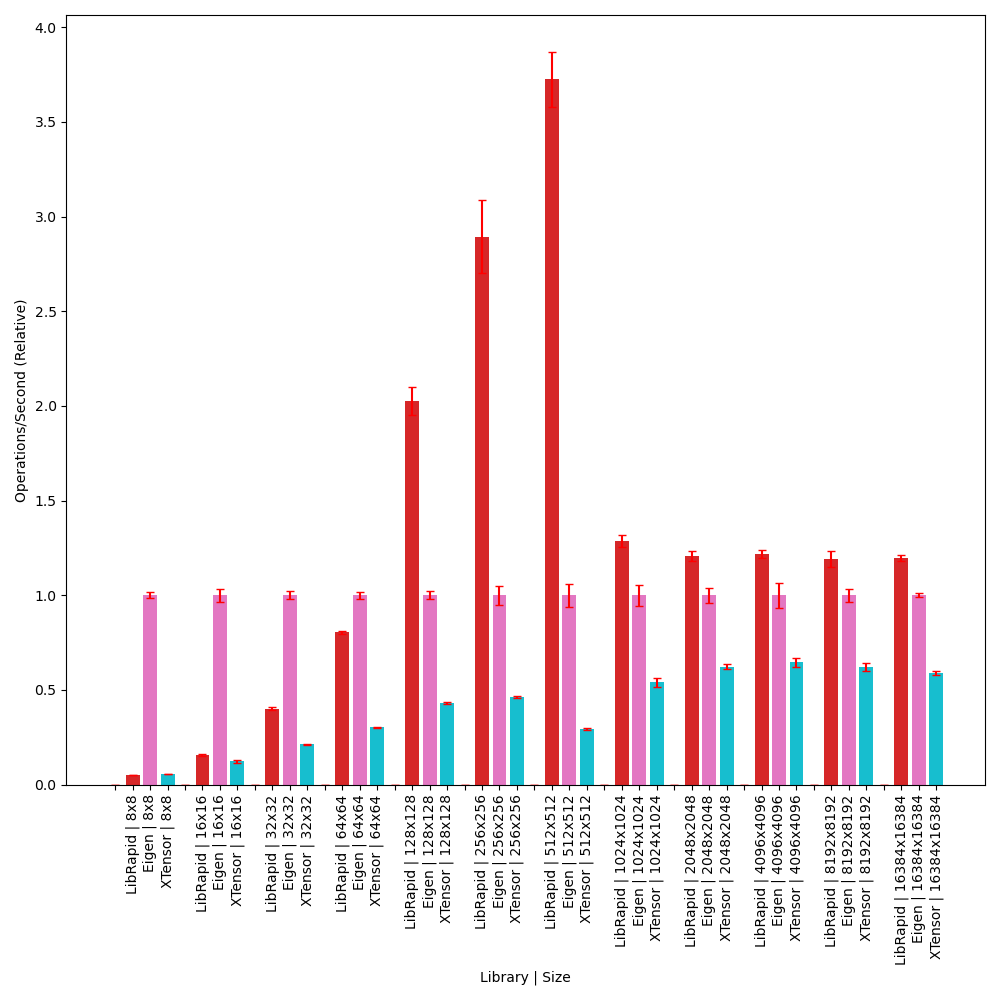 4.0
3.5
3.0
2.5
2.0
1.5
1.0
0.5
0.0
Operations/Second (Relative)
LibRapid | 8x8
Eigen | 8x8
XTensor | 8x8
LibRapid | 16x16
Eigen | 16x16
XTensor | 16x16
LibRapid | 32x32
Eigen | 32x32
XTensor | 32x32
LibRapid | 64x64
Eigen | 64x64
XTensor | 64x64
LibRapid | 128x128
Eigen | 128x128
XTensor | 128x128
LibRapid | 256x256
Eigen | 256x256
XTensor | 256x256
LibRapid | 512x512
Eigen | 512x512
XTensor | 512x512
LibRapid | 1024x1024
Eigen | 1024x1024
XTensor | 1024x1024
LibRapid | 2048x2048
Eigen | 2048x2048
XTensor | 2048x2048
LibRapid | 4096x4096
Eigen | 4096x4096
XTensor | 4096x4096
LibRapid | 8192x8192
Eigen | 8192x8192
XTensor | 8192x8192
LibRapid | 16384x16384
Eigen | 16384x16384
XTensor | 16384x16384
Library | Size